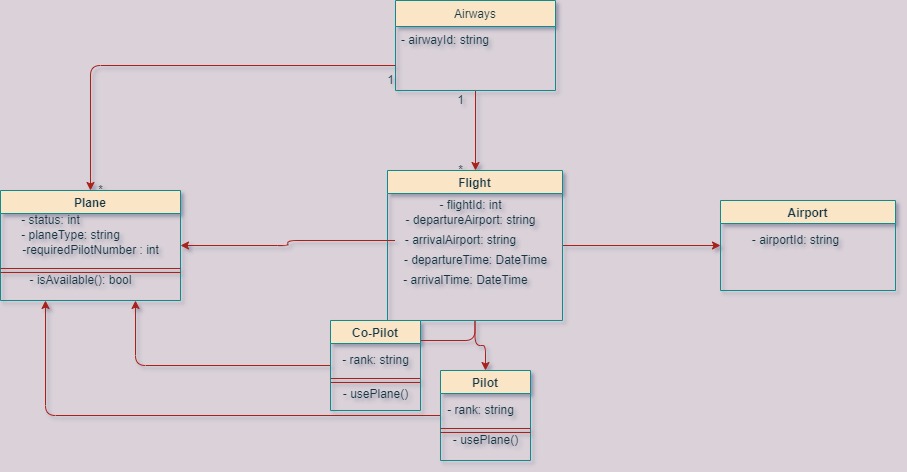 Airways
- airwayId: string
1
1
*
*
Plane
- status: int
- planeType: string
-requiredPilotNumber : int
- isAvailable(): bool
Flight
- flightId: int
- departureAirport: string
- arrivalAirport: string
- departureTime: DateTime
- arrivalTime: DateTime
Airport
- airportId: string
Co-Pilot
- rank: string
- usePlane()
Pilot
- rank: string
- usePlane()